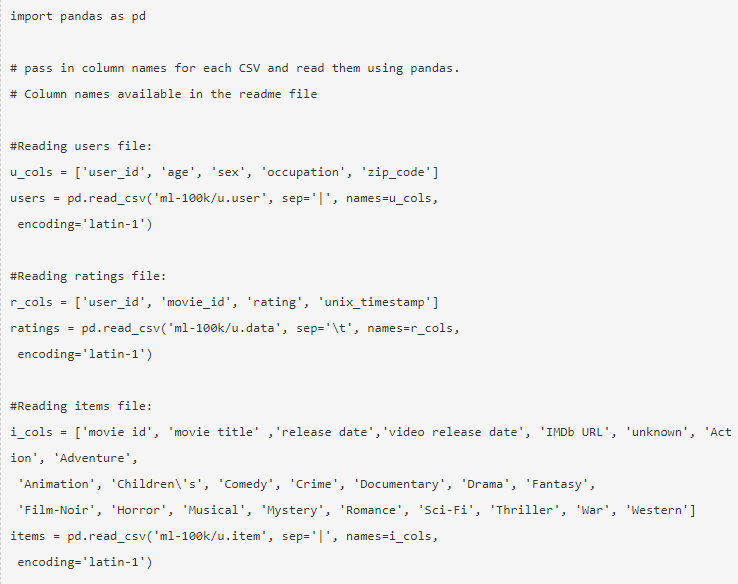 import pandas as pd
# pass in column names for each CSV and read them using pandas.
# Column names available in the readme file
#Reading users file:
u_cols = ['user_id', 'age', 'sex', 'occupation', 'zip_code']
users = pd.read_csv('ml-100k/u.user', sep='|', names=u_cols,
 encoding='latin-1')
#Reading ratings file:
r_cols = ['user_id', 'movie_id', 'rating', 'unix_timestamp']
ratings = pd.read_csv('ml-100k/u.data', sep='\t', names=r_cols,
 encoding='latin-1')
#Reading items file:
i_cols = ['movie id', 'movie title' ,'release date','video release date', 'IMDb URL', 'unknown', 'Act
ion', 'Adventure',
 'Animation', 'Children\'s', 'Comedy', 'Crime', 'Documentary', 'Drama', 'Fantasy',
 'Film-Noir', 'Horror', 'Musical', 'Mystery', 'Romance', 'Sci-Fi', 'Thriller', 'War', 'Western']
items = pd.read_csv('ml-100k/u.item', sep='|', names=i_cols,
 encoding='latin-1')